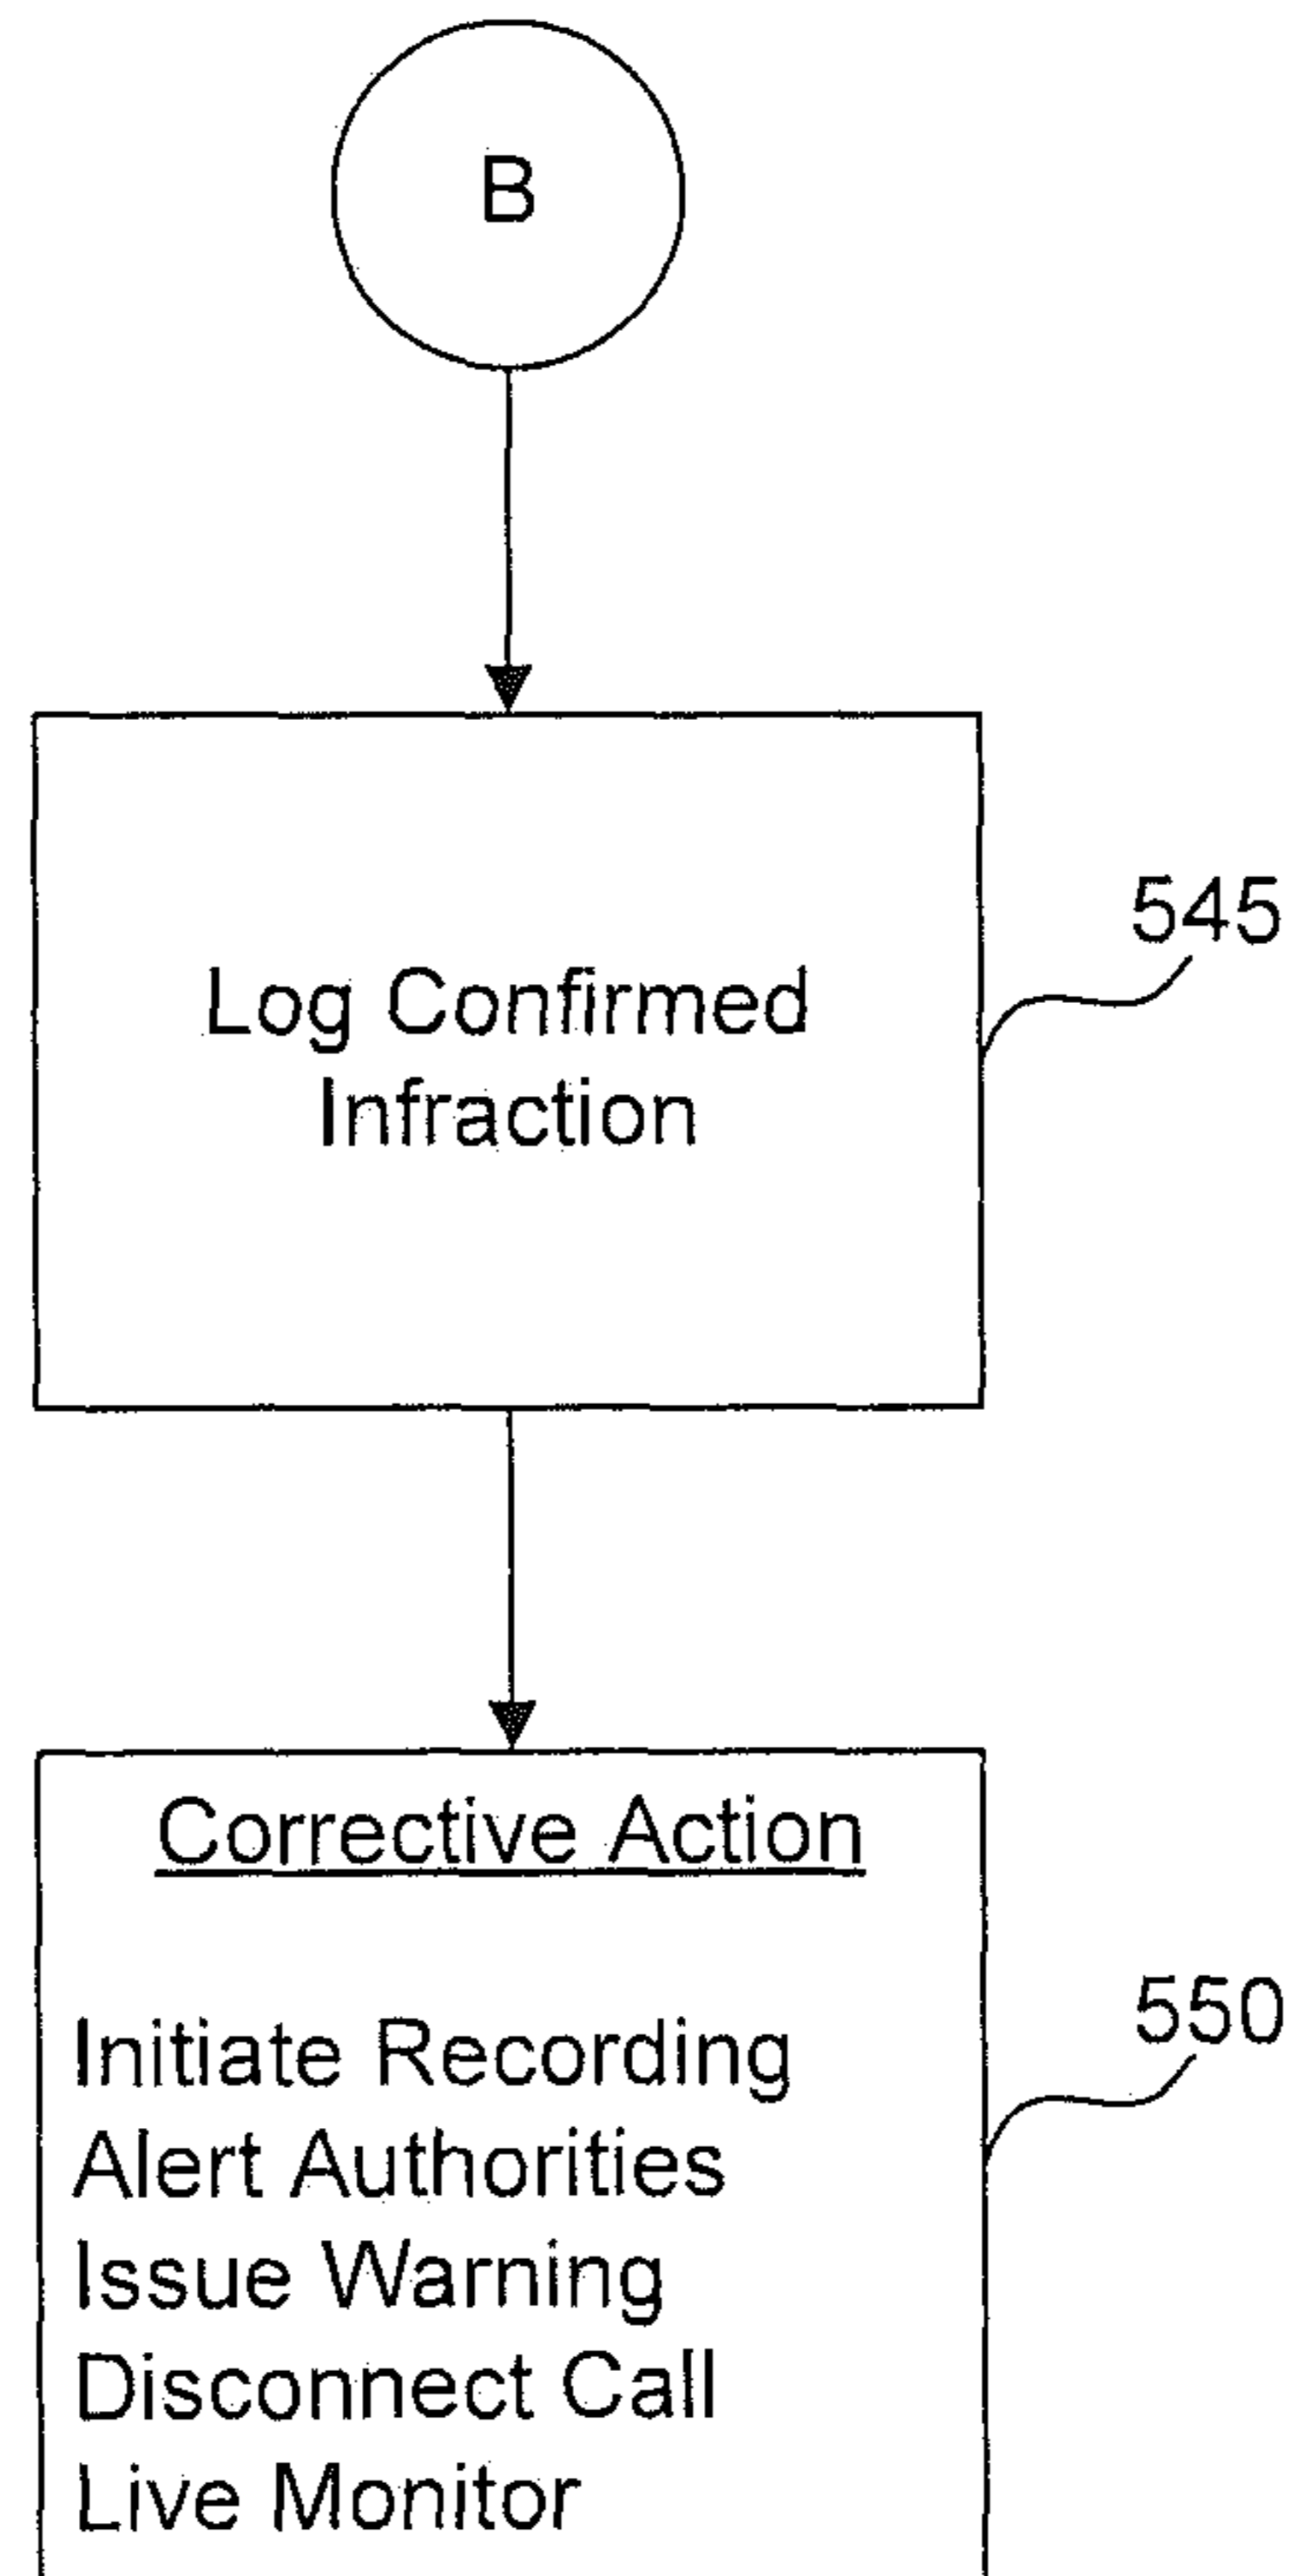 B
Log Confirmed
Infraction
545
Corrective Action
Initiate Recording
Alert Authorities
Issue Warning
Disconnect Call
Live Monitor
550